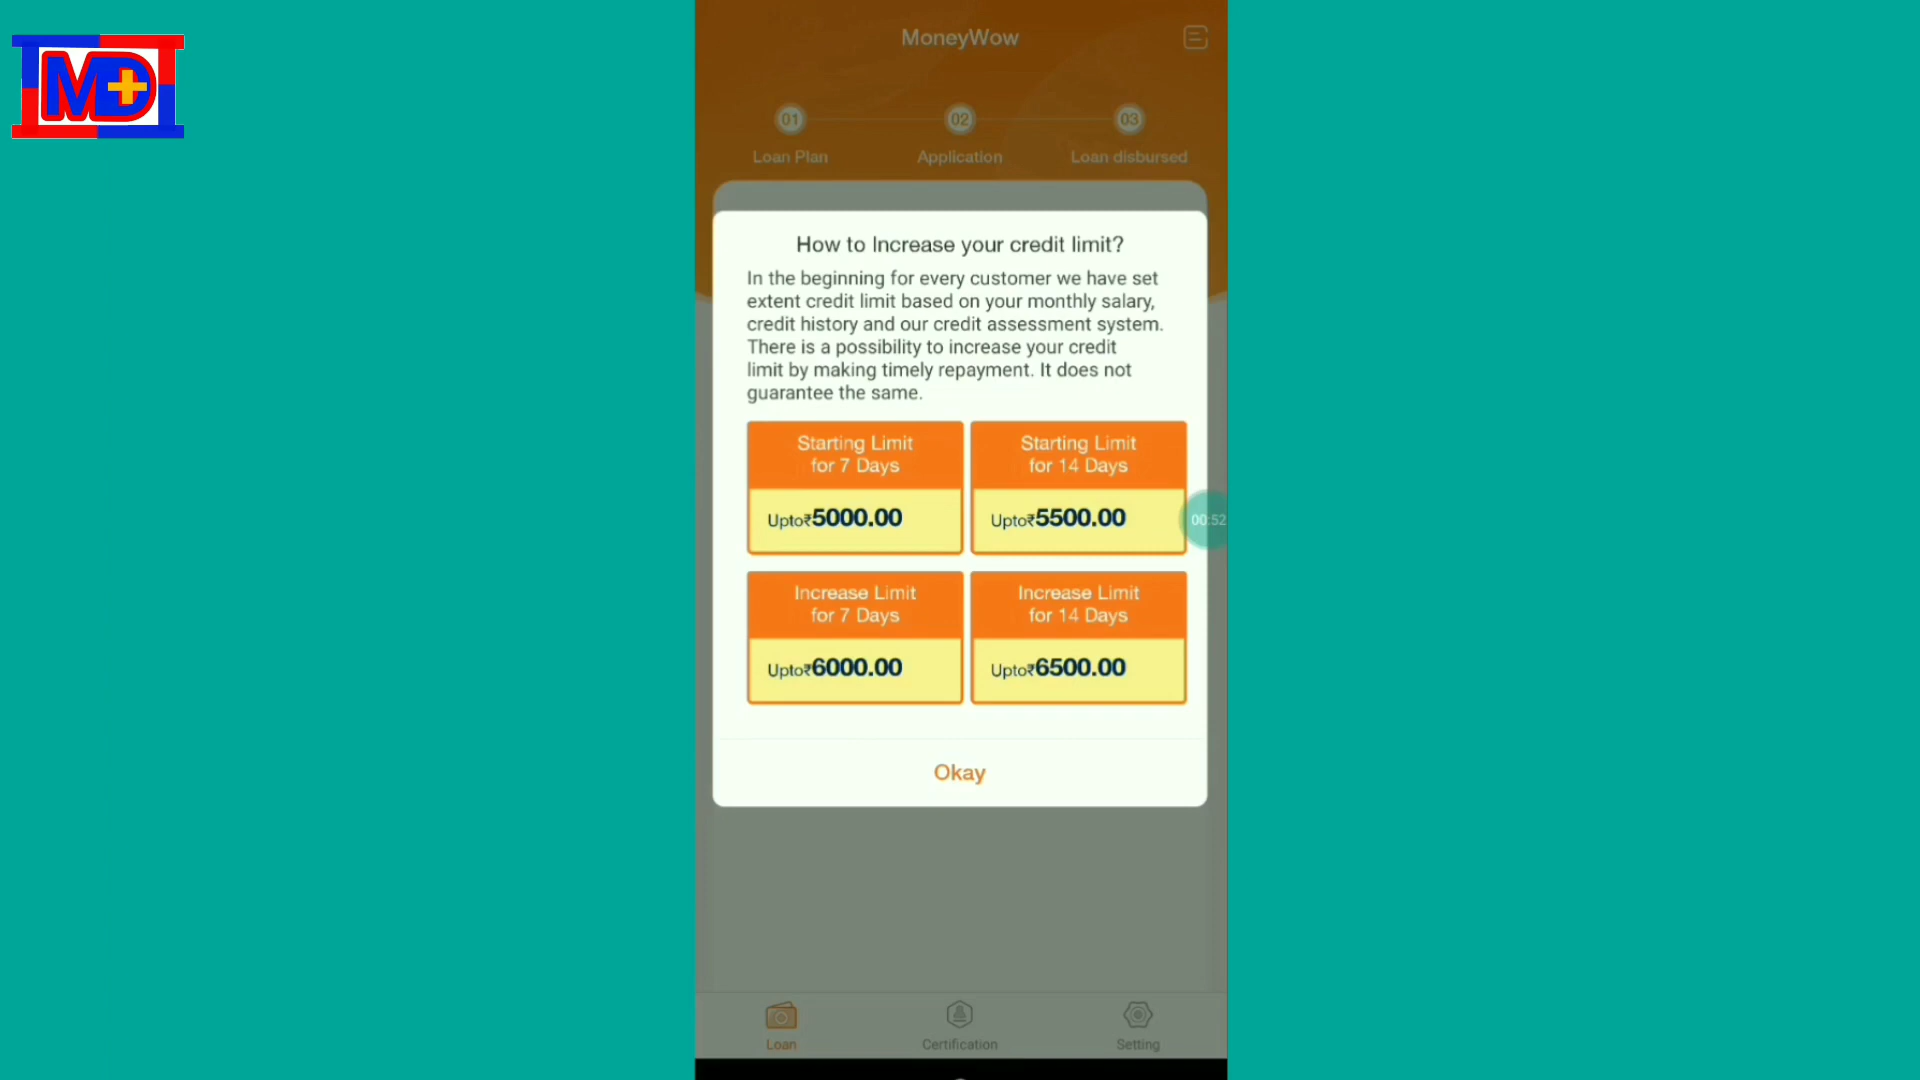 MD+
MoneyWow
01
02
03
Loan Plan
Application
Loan disbursed
How to Increase your credit limit?
In the beginning for every customer we have set
extent credit limit based on your monthly salary,
credit history and our credit assessment system.
There is a possibility to increase your credit
limit by making timely repayment. It does not
guarantee the same.
Starting Limit
for 7 Days
Upto₹5000.00
Starting Limit
for 14 Days
Upto₹5500.00
00:52
Increase Limit
for 7 Days
Upto₹6000.00
Increase Limit
for 14 Days
Upto₹6500.00
Okay
Loan
Certification
Setting